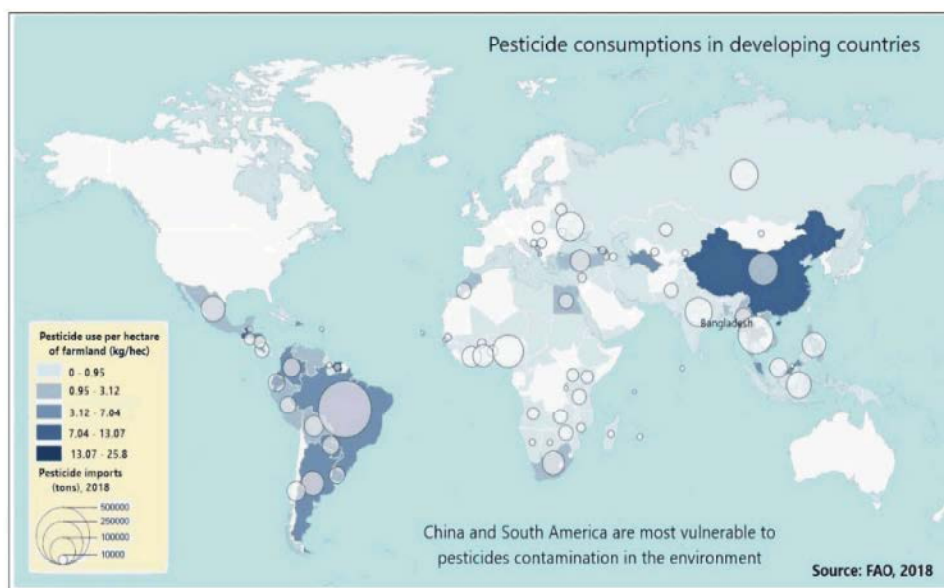 Pesticide consumptions in developing countries
Bangladesh
Pesticide use per hectare
of farmland (kg/hec)
0 - 0.95
0.95 - 3.12
3.12 - 7.04
7.04 - 13.07
13.07 - 25.8
Pesticide imports
(tons), 2018
500000
250000
100000
10000
China and South America are most vulnerable to
pesticides contamination in the environment
Source: FAO, 2018